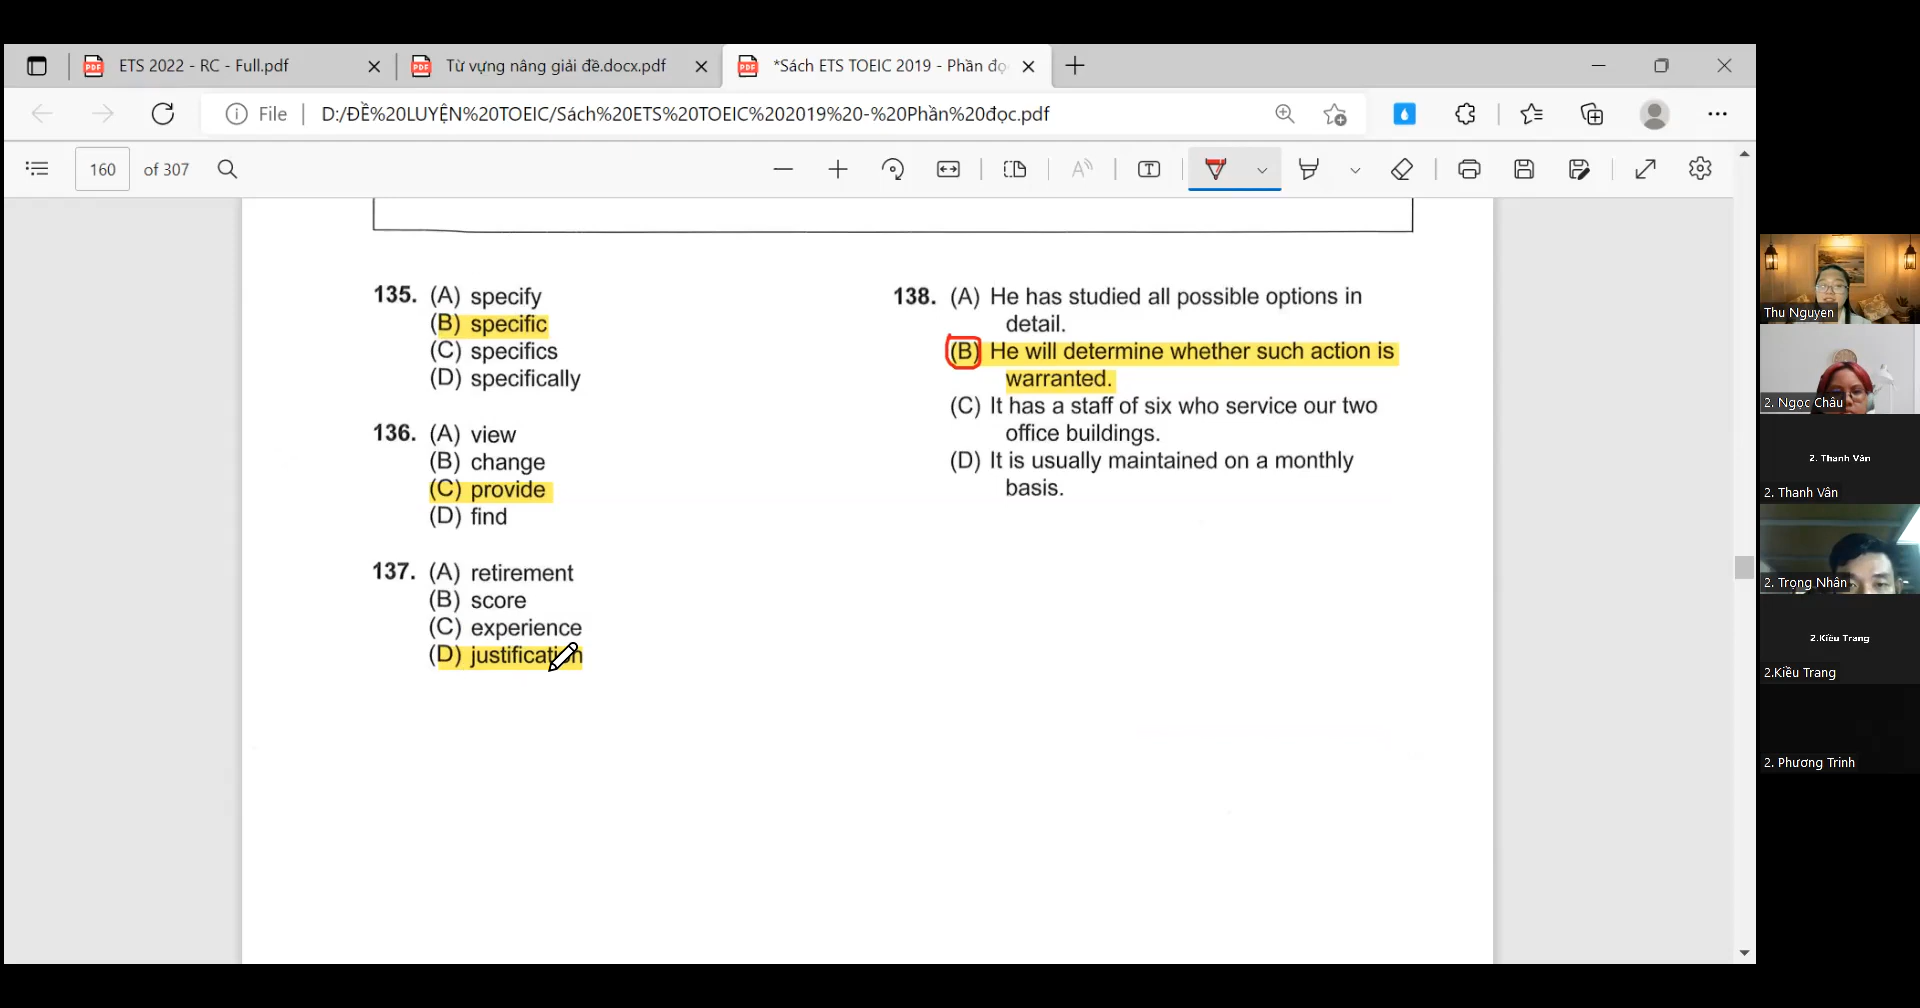 ETS 2022 - RC - Full.pdf
Từ vựng nâng giải đề.docx.pdf
*Sách ETS TOEIC 2019 - Phần đọ
File
D:/ĐỀ%20LUYỆN%20TOEIC/Sách%20ETS%20TOEIC%202019%20-%20Phần%20đọc.pdf
160 of 307
135. (A) specify
(B) specific
(C) specifics
(D) specifically
136. (A) view
(B) change
(C) provide
(D) find
137. (A) retirement
(B) score
(C) experience
(D) justification
138. (A) He has studied all possible options in
detail.
(B) He will determine whether such action is
warranted.
(C) It has a staff of six who service our two
office buildings.
(D) It is usually maintained on a monthly
basis.
Thu Nguyen
2. Ngọc Châu
2. Thanh Vân
2. Thanh Vân
2. Trọng Nhân
2.Kiều Trang
2.Kiều Trang
2. Phương Trinh